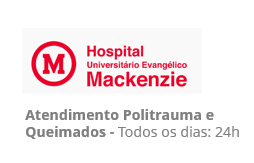 M
Hospital
Universitário Evangélico
Mackenzie
Atendimento Politrauma e
Queimados - Todos os dias: 24h